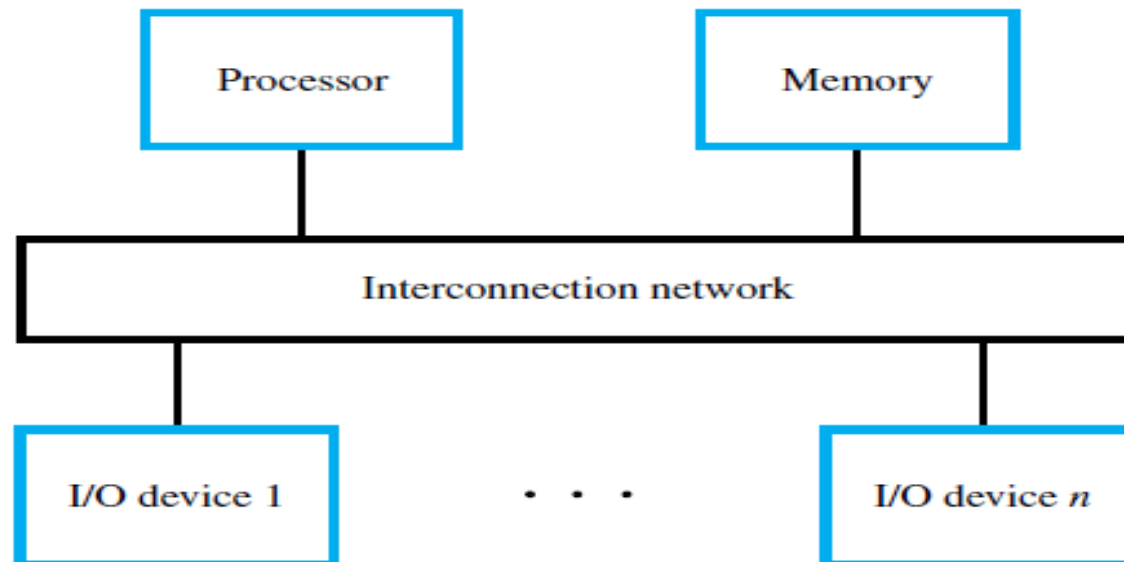 Processor
Memory
Interconnection network
I/O device 1
. . .
I/O device n